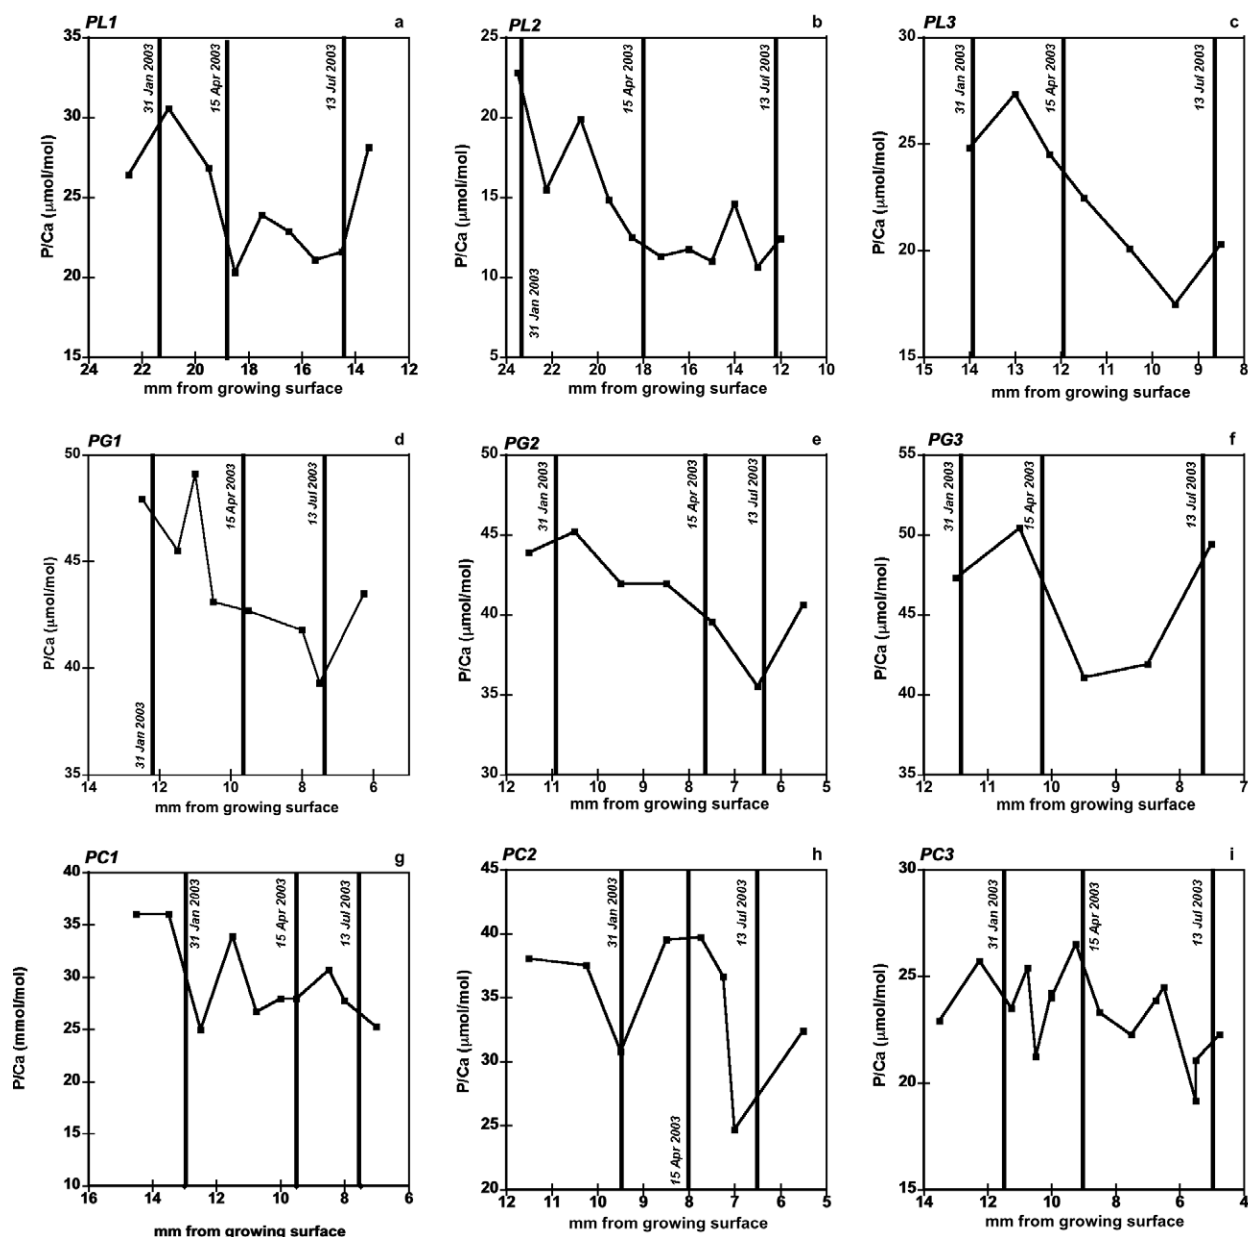 PL1 a
35
30
25
20
15
P/Ca (μmol/mol)
31 Jan 2003
15 Apr 2003
13 Jul 2003
24 22 20 18 16 14 12
mm from growing surface
PL2 b
25
20
15
10
5
P/Ca (μmol/mol)
31 Jan 2003
15 Apr 2003
13 Jul 2003
24 22 20 18 16 14 12 10
mm from growing surface
PL3 c
30
25
20
15
P/Ca (μmol/mol)
31 Jan 2003
15 Apr 2003
13 Jul 2003
15 14 13 12 11 10 9 8
mm from growing surface
PG1 d
50
45
40
35
P/Ca (μmol/mol)
31 Jan 2003
15 Apr 2003
13 Jul 2003
14 12 10 8 6
mm from growing surface
PG2 e
50
45
40
35
30
P/Ca (μmol/mol)
31 Jan 2003
15 Apr 2003
13 Jul 2003
12 11 10 9 8 7 6 5
mm from growing surface
PG3 f
55
50
45
40
35
P/Ca (μmol/mol)
31 Jan 2003
15 Apr 2003
13 Jul 2003
12 11 10 9 8 7
mm from growing surface
PC1 g
40
35
30
25
20
15
10
P/Ca (mmol/mol)
31 Jan 2003
15 Apr 2003
13 Jul 2003
16 14 12 10 8 6
mm from growing surface
PC2 h
45
40
35
30
25
20
P/Ca (μmol/mol)
31 Jan 2003
15 Apr 2003
13 Jul 2003
12 11 10 9 8 7 6 5
mm from growing surface
PC3 i
30
25
20
15
P/Ca (μmol/mol)
31 Jan 2003
15 Apr 2003
13 Jul 2003
14 12 10 8 6 4
mm from growing surface